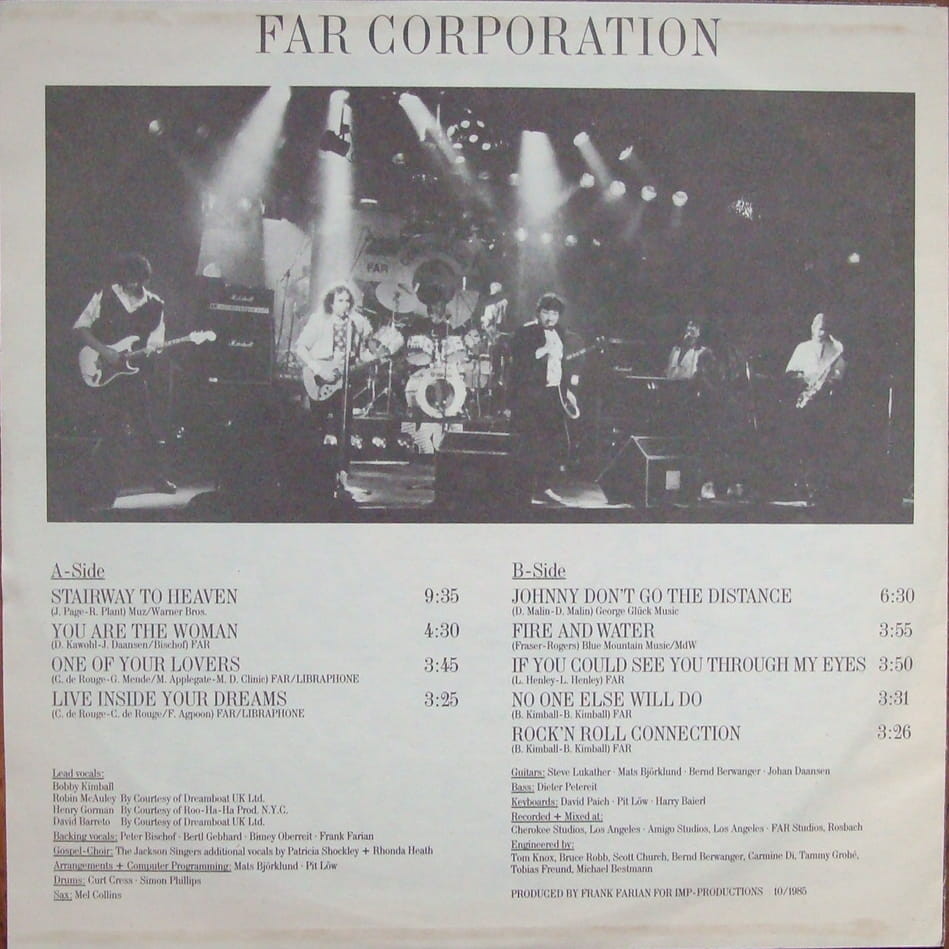 FAR CORPORATION
FAR
Marshall
Marshall
A-Side
STAIRWAY TO HEAVEN 9:35
(J. Page-R. Plant) Muz/Warner Bros.
YOU ARE THE WOMAN 4:30
(D. Kawohl-J. Daansen/Bischof) FAR
ONE OF YOUR LOVERS 3:45
(C. de Rouge-G. Mende/M. Applegate-M. D. Clinic) FAR/LIBRAPHONE
LIVE INSIDE YOUR DREAMS 3:25
(C. de Rouge-C. de Rouge/F. Agpoon) FAR/LIBRAPHONE
Lead vocals:
Bobby Kimball
Robin McAuley By Courtesy of Dreamboat UK Ltd.
Henry Gorman By Courtesy of Roo-Ha-Ha Prod. N.Y.C.
David Barreto By Courtesy of Dreamboat UK Ltd.
Backing vocals: Peter Bischof · Bertl Gebhard · Bimey Oberreit · Frank Farian
Gospel-Choir: The Jackson Singers additional vocals by Patricia Shockley + Rhonda Heath
Arrangements + Computer Programming: Mats Björklund · Pit Löw
Drums: Curt Cress · Simon Phillips
Sax: Mel Collins
B-Side
JOHNNY DON'T GO THE DISTANCE 6:30
(D. Malin-D. Malin) George Glück Music
FIRE AND WATER 3:55
(Fraser-Rogers) Blue Mountain Music/MdW
IF YOU COULD SEE YOU THROUGH MY EYES 3:50
(L. Henley-L. Henley) FAR
NO ONE ELSE WILL DO 3:31
(B. Kimball-B. Kimball) FAR
ROCK'N ROLL CONNECTION 3:26
(B. Kimball-B. Kimball) FAR
Guitars: Steve Lukather · Mats Björklund · Bernd Berwanger · Johan Daansen
Bass: Dieter Petereit
Keyboards: David Paich · Pit Löw · Harry Baierl
Recorded + Mixed at:
Cherokee Studios, Los Angeles · Amigo Studios, Los Angeles · FAR Studios, Rosbach
Engineered by:
Tom Knox, Bruce Robb, Scott Church, Bernd Berwanger, Carmine Di, Tammy Grohé,
Tobias Freund, Michael Bestmann
PRODUCED BY FRANK FARIAN FOR IMP-PRODUCTIONS 10/1985